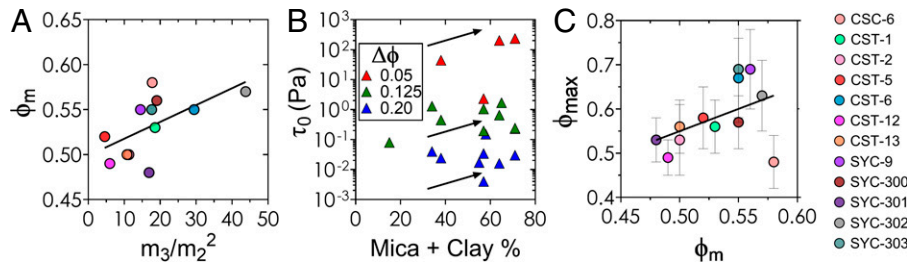 A
ϕm
0.65
0.60
0.55
0.50
0.45
0 10 20 30 40 50
m3/m2²
B
τ0 (Pa)
10³
10²
10¹
10⁰
10⁻¹
10⁻²
10⁻³
Δϕ
0.05
0.125
0.20
0 20 40 60 80
Mica + Clay %
C
ϕmax
0.8
0.7
0.6
0.5
0.4
0.45 0.50 0.55 0.60
ϕm
CSC-6
CST-1
CST-2
CST-5
CST-6
CST-12
CST-13
SYC-9
SYC-300
SYC-301
SYC-302
SYC-303